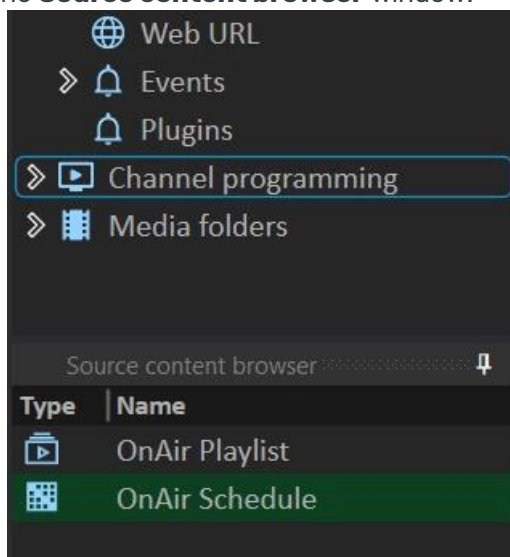 Source content browser window
Web URL
Events
Plugins
Channel programming
Media folders
Source content browser
Type Name
OnAir Playlist
OnAir Schedule